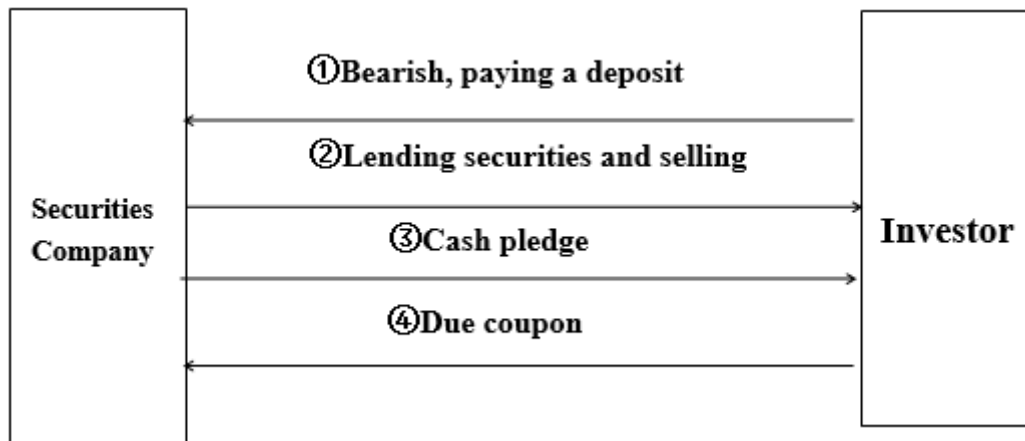 ①Bearish, paying a deposit
②Lending securities and selling
Securities
Company
③Cash pledge
Investor
④Due coupon